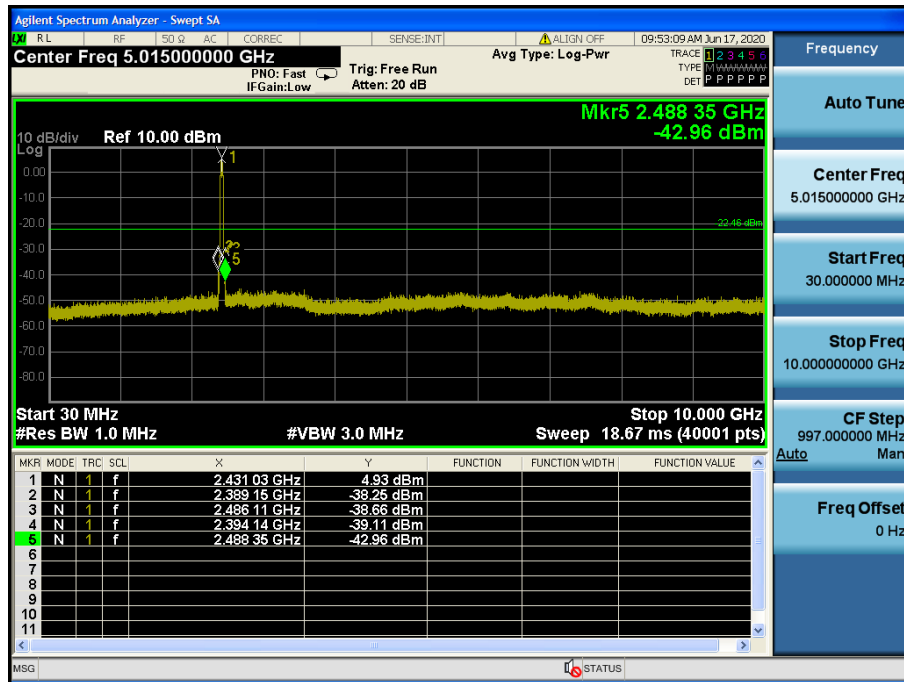 Agilent Spectrum Analyzer - Swept SA
LXI RL RF 50 Ω AC CORREC SENSE:INT ALIGN OFF 09:53:09 AM Jun 17, 2020
Center Freq 5.015000000 GHz
PNO: Fast
IFGain:Low
Trig: Free Run
Atten: 20 dB
Avg Type: Log-Pwr
TRACE 1 2 3 4 5 6
TYPE M WWWWW
DET P P P P P P
Mkr5 2.488 35 GHz
-42.96 dBm
10 dB/div Ref 10.00 dBm
Log
0.00
-10.0
-20.0
-30.0
-40.0
-50.0
-60.0
-70.0
-80.0
1
5
-22.46 dBm
Start 30 MHz Stop 10.000 GHz
#Res BW 1.0 MHz #VBW 3.0 MHz Sweep 18.67 ms (40001 pts)
MKR MODE TRC SCL X Y FUNCTION FUNCTION WIDTH FUNCTION VALUE
1 N 1 f 2.431 03 GHz 4.93 dBm
2 N 1 f 2.389 15 GHz -38.25 dBm
3 N 1 f 2.486 11 GHz -38.66 dBm
4 N 1 f 2.394 14 GHz -39.11 dBm
5 N 1 f 2.488 35 GHz -42.96 dBm
6
7
8
9
10
11
MSG STATUS
Frequency
Auto Tune
Center Freq
5.015000000 GHz
Start Freq
30.000000 MHz
Stop Freq
10.000000000 GHz
CF Step
997.000000 MHz
Auto Man
Freq Offset
0 Hz